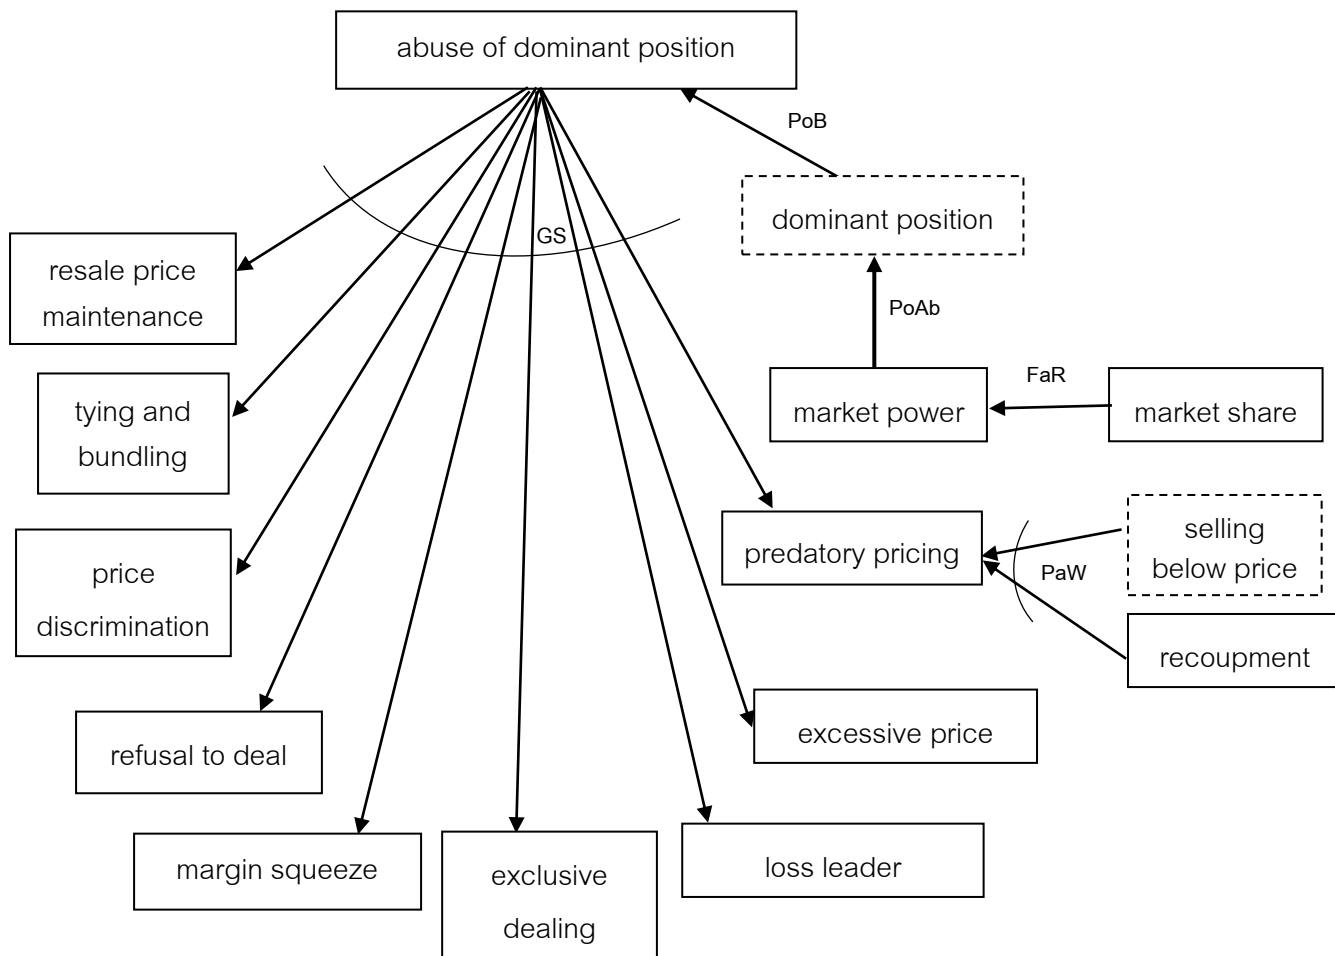 abuse of dominant position
PoB
dominant position
GS
resale price
maintenance
PoAb
FaR
market power
market share
tying and
bundling
predatory pricing
PaW
selling
below price
recoupment
price
discrimination
refusal to deal
excessive price
margin squeeze
exclusive
dealing
loss leader